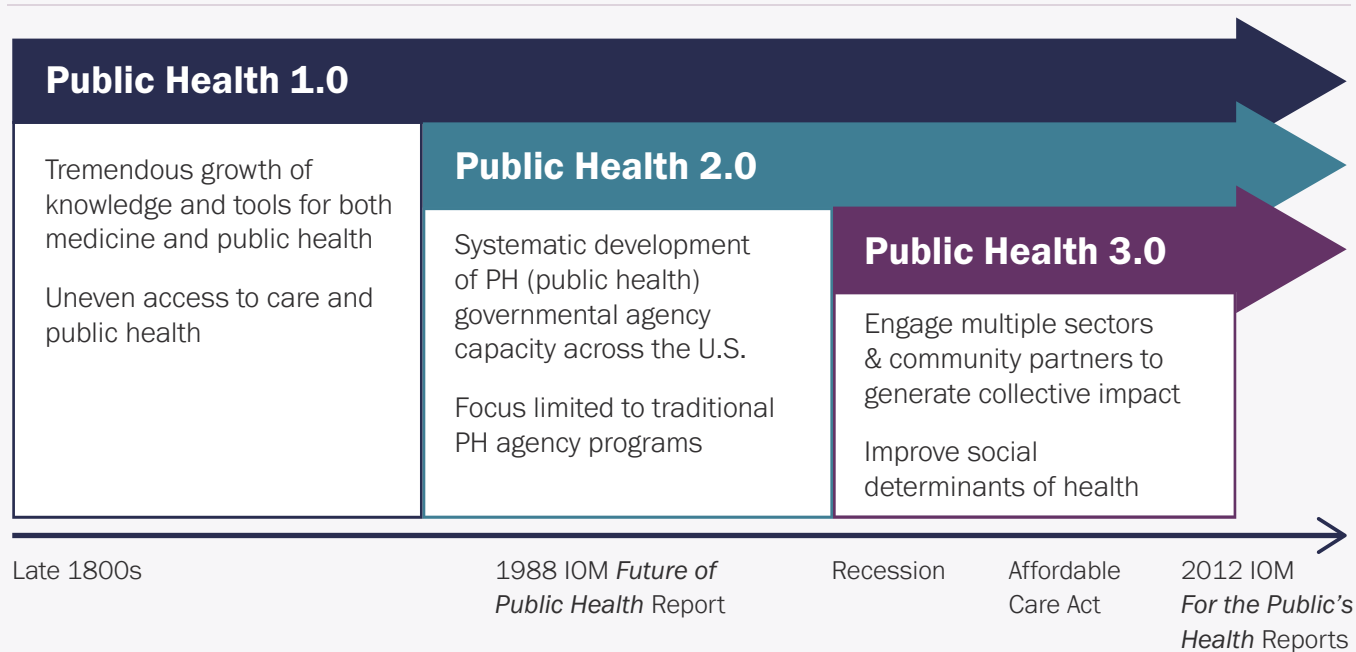 Public Health 1.0
Tremendous growth of
knowledge and tools for both
medicine and public health
Uneven access to care and
public health
Public Health 2.0
Systematic development
of PH (public health)
governmental agency
capacity across the U.S.
Focus limited to traditional
PH agency programs
Public Health 3.0
Engage multiple sectors
& community partners to
generate collective impact
Improve social
determinants of health
Late 1800s
1988 IOM Future of
Public Health Report
Recession
Affordable
Care Act
2012 IOM
For the Public's
Health Reports